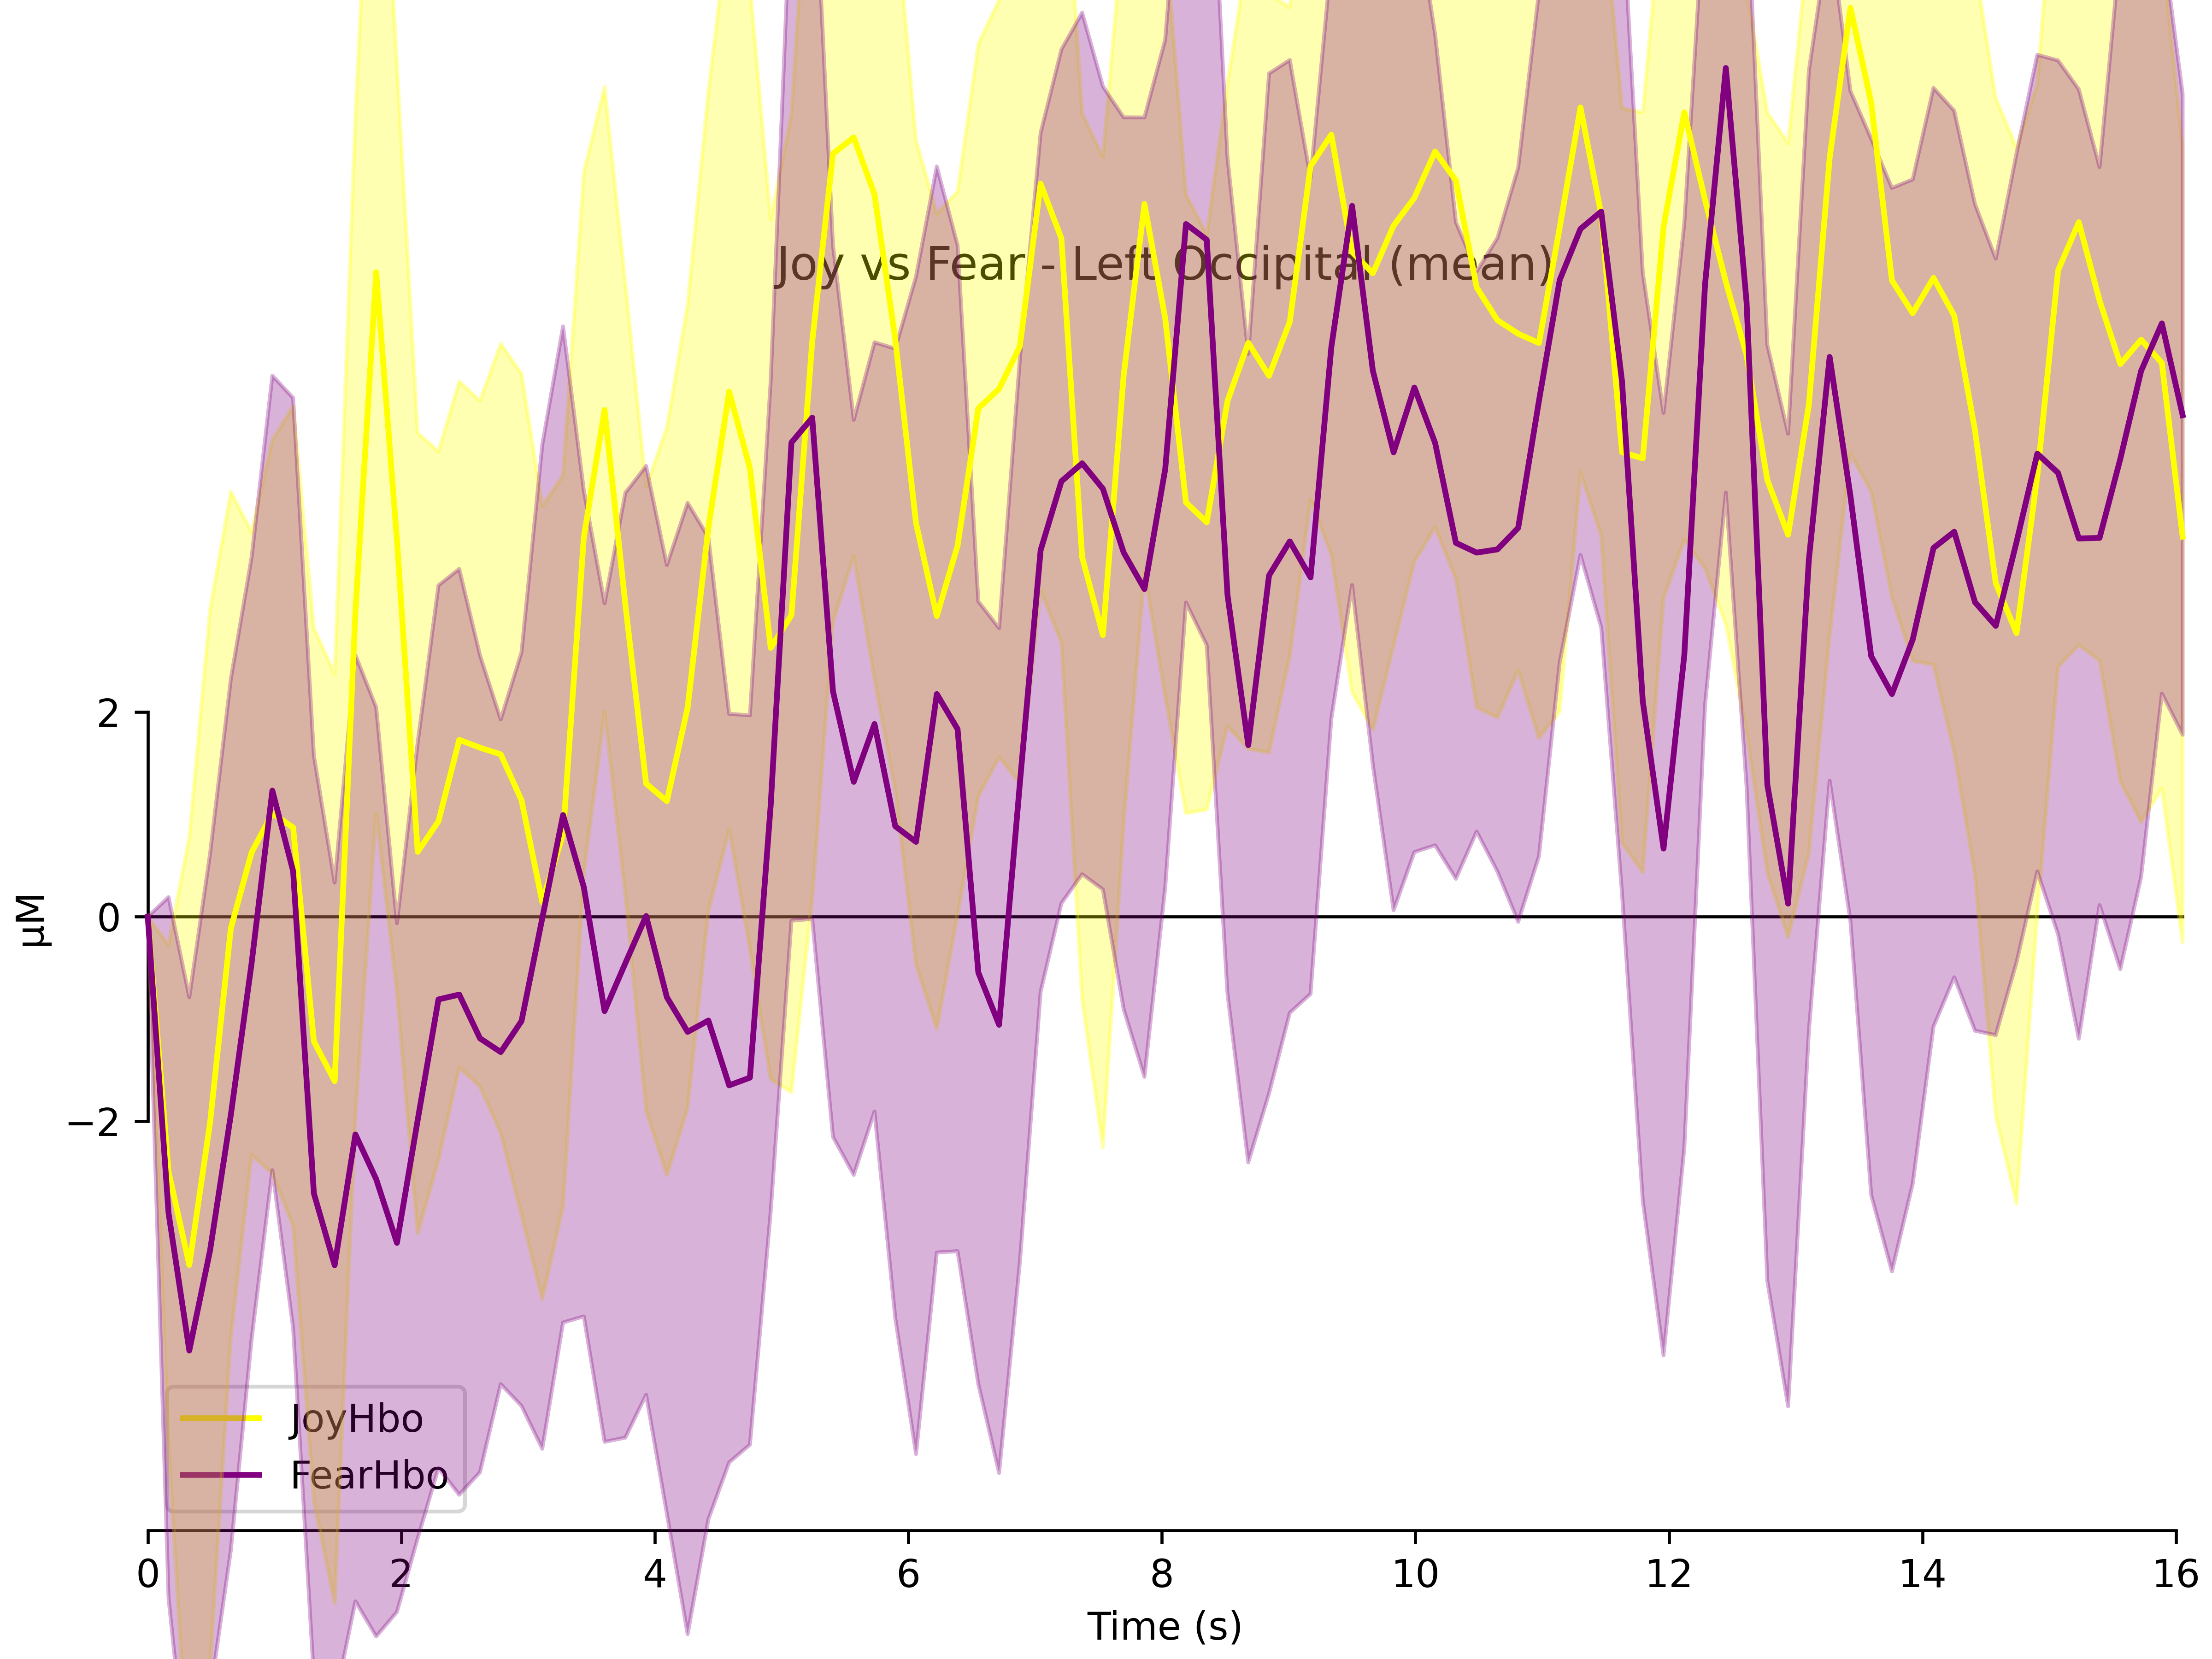 Joy vs Fear - Left Occipital (mean)
2
0
−2
µM
JoyHbo
FearHbo
0 2 4 6 8 10 12 14 16
Time (s)